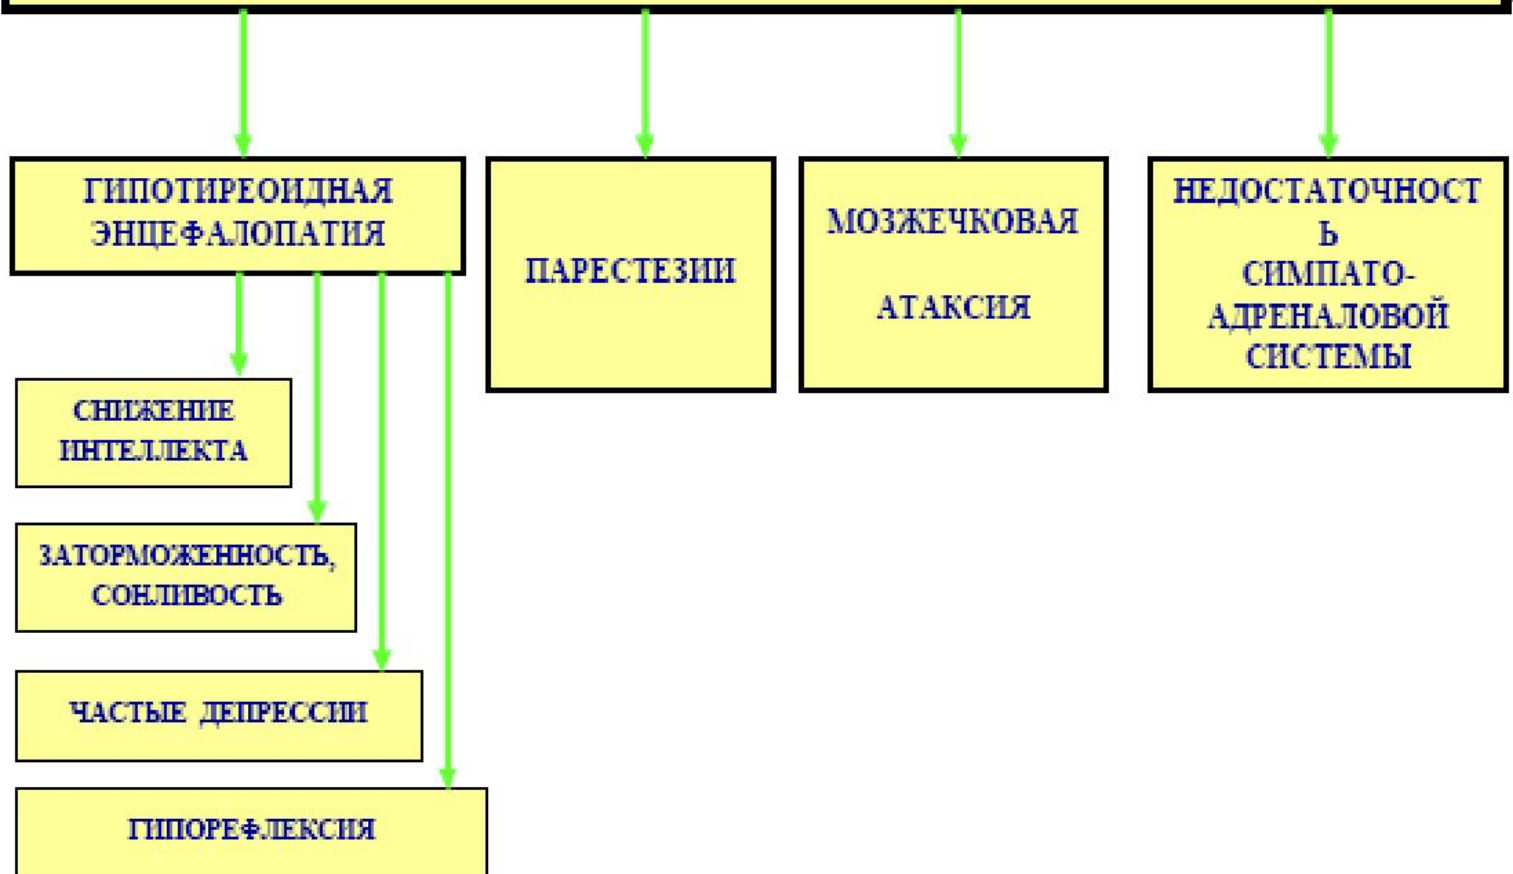 ГИПОТИРЕОИДНАЯ
ЭНЦЕФАЛОПАТИЯ
ПАРЕСТЕЗИИ
МОЗЖЕЧКОВАЯ
АТАКСИЯ
НЕДОСТАТОЧНОСТ
Ь
СИМПАТО-
АДРЕНАЛОВОЙ
СИСТЕМЫ
СНИЖЕНИЕ
ИНТЕЛЛЕКТА
ЗАТОРМОЖЕННОСТЬ,
СОНЛИВОСТЬ
ЧАСТЫЕ ДЕПРЕССИИ
ГИПОРЕФЛЕКСИЯ